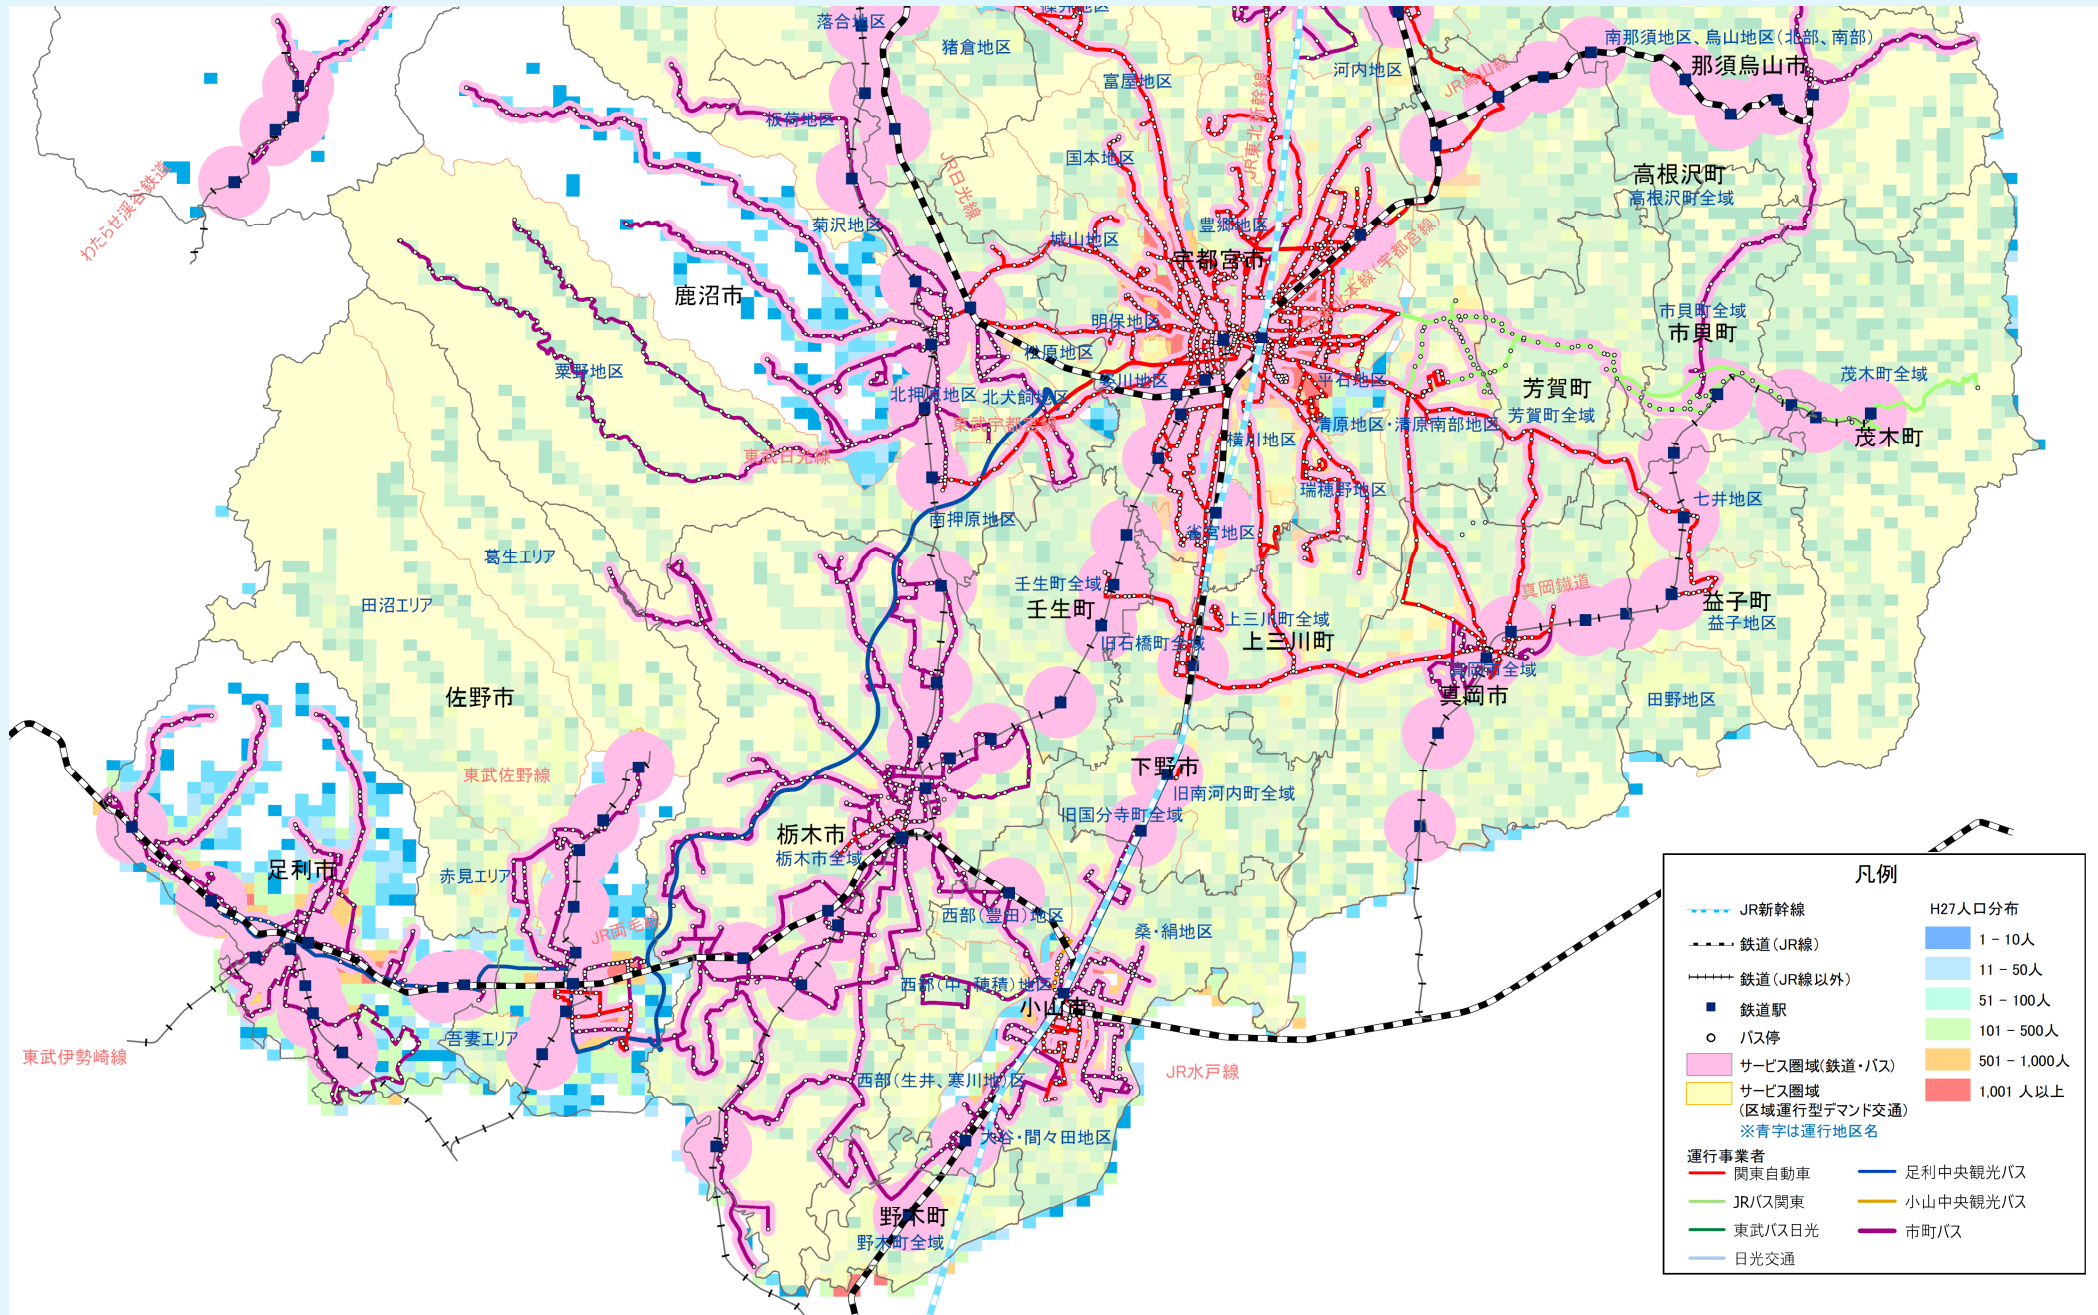 落合地区
篠井地区
猪倉地区
富屋地区
河内地区
JR烏山線
南那須地区、烏山地区(北部、南部)
那須烏山市
板荷地区
国本地区
JR東北新幹線
JR日光線
高根沢町
高根沢町全域
わたらせ渓谷鉄道
菊沢地区
城山地区
豊郷地区
宇都宮市
鹿沼市
明保地区
市貝町全域
市貝町
松原地区
粟野地区
姿川地区
平石地区
芳賀町
芳賀町全域
茂木町全域
茂木町
北押原地区
北犬飼地区
東武宇都宮線
清原地区・清原南部地区
横川地区
東武日光線
瑞穂野地区
七井地区
南押原地区
雀宮地区
葛生エリア
田沼エリア
壬生町全域
壬生町
真岡鐵道
益子町
益子地区
上三川町全域
上三川町
旧石橋町全域
真岡市全域
真岡市
田野地区
佐野市
東武佐野線
下野市
旧南河内町全域
旧国分寺町全域
栃木市
栃木市全域
足利市
赤見エリア
JR両毛線
西部(豊田)地区
桑・絹地区
西部(中、穂積)地区
小山市
吾妻エリア
東武伊勢崎線
西部(生井、寒川地)区
JR水戸線
大谷・間々田地区
野木町
野木町全域
凡例
JR新幹線
鉄道(JR線)
鉄道(JR線以外)
鉄道駅
バス停
サービス圏域(鉄道・バス)
サービス圏域
(区域運行型デマンド交通)
※青字は運行地区名
H27人口分布
1 - 10人
11 - 50人
51 - 100人
101 - 500人
501 - 1,000人
1,001 人以上
運行事業者
関東自動車
JRバス関東
東武バス日光
日光交通
足利中央観光バス
小山中央観光バス
市町バス